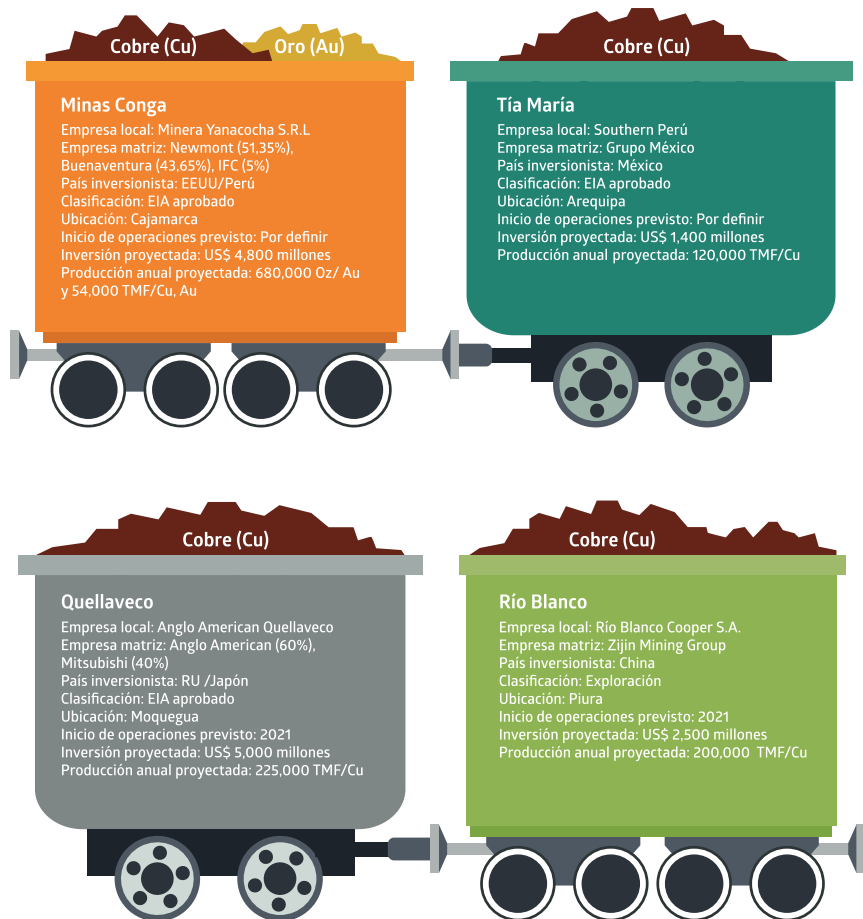 Cobre (Cu)
Oro (Au)
Minas Conga
Empresa local: Minera Yanacocha S.R.L
Empresa matriz: Newmont (51,35%),
Buenaventura (43,65%), IFC (5%)
País inversionista: EEUU/Perú
Clasificación: EIA aprobado
Ubicación: Cajamarca
Inicio de operaciones previsto: Por definir
Inversión proyectada: US$ 4,800 millones
Producción anual proyectada: 680,000 Oz/ Au
y 54,000 TMF/Cu, Au
Cobre (Cu)
Tía María
Empresa local: Southern Perú
Empresa matriz: Grupo México
País inversionista: México
Clasificación: EIA aprobado
Ubicación: Arequipa
Inicio de operaciones previsto: Por definir
Inversión proyectada: US$ 1,400 millones
Producción anual proyectada: 120,000 TMF/Cu
Cobre (Cu)
Quellaveco
Empresa local: Anglo American Quellaveco
Empresa matriz: Anglo American (60%),
Mitsubishi (40%)
País inversionista: RU /Japón
Clasificación: EIA aprobado
Ubicación: Moquegua
Inicio de operaciones previsto: 2021
Inversión proyectada: US$ 5,000 millones
Producción anual proyectada: 225,000 TMF/Cu
Cobre (Cu)
Río Blanco
Empresa local: Río Blanco Cooper S.A.
Empresa matriz: Zijin Mining Group
País inversionista: China
Clasificación: Exploración
Ubicación: Piura
Inicio de operaciones previsto: 2021
Inversión proyectada: US$ 2,500 millones
Producción anual proyectada: 200,000 TMF/Cu